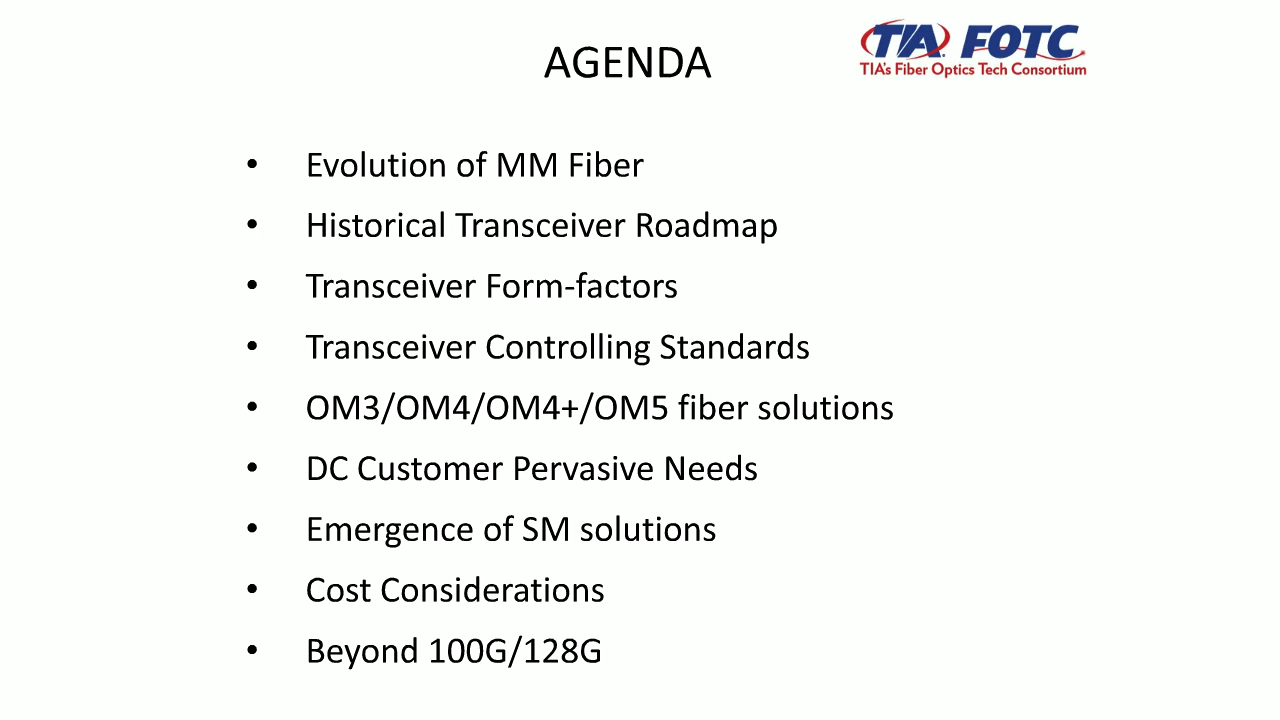 AGENDA
TIA FOTC
TIA's Fiber Optics Tech Consortium
• Evolution of MM Fiber
• Historical Transceiver Roadmap
• Transceiver Form-factors
• Transceiver Controlling Standards
• OM3/OM4/OM4+/OM5 fiber solutions
• DC Customer Pervasive Needs
• Emergence of SM solutions
• Cost Considerations
• Beyond 100G/128G